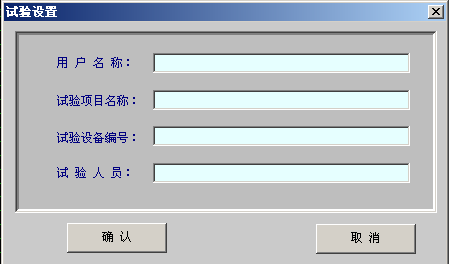 试验设置
用 户 名 称：
试验项目名称：
试验设备编号：
试 验 人 员：
确 认
取 消